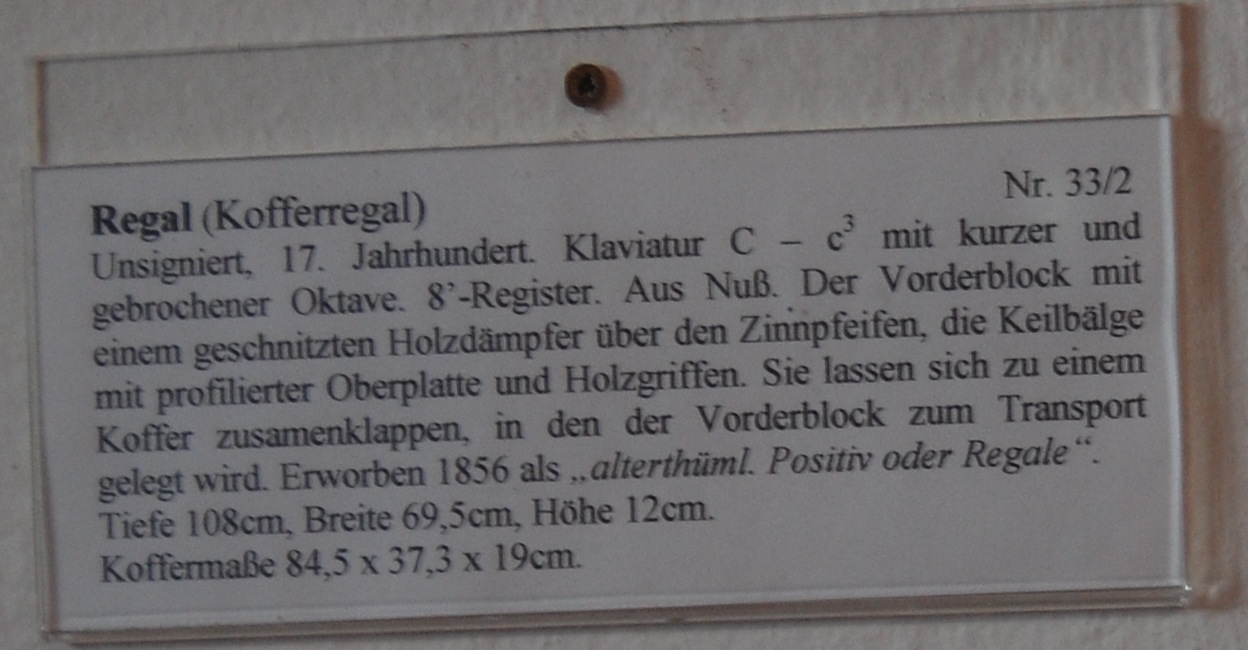 Regal (Kofferregal) Nr. 33/2
Unsigniert, 17. Jahrhundert. Klaviatur C – c³ mit kurzer und
gebrochener Oktave. 8’-Register. Aus Nuß. Der Vorderblock mit
einem geschnitzten Holzdämpfer über den Zinnpfeifen, die Keilbälge
mit profilierter Oberplatte und Holzgriffen. Sie lassen sich zu einem
Koffer zusamenklappen, in den der Vorderblock zum Transport
gelegt wird. Erworben 1856 als „alterthüml. Positiv oder Regale“.
Tiefe 108cm, Breite 69,5cm, Höhe 12cm.
Koffermaße 84,5 x 37,3 x 19cm.